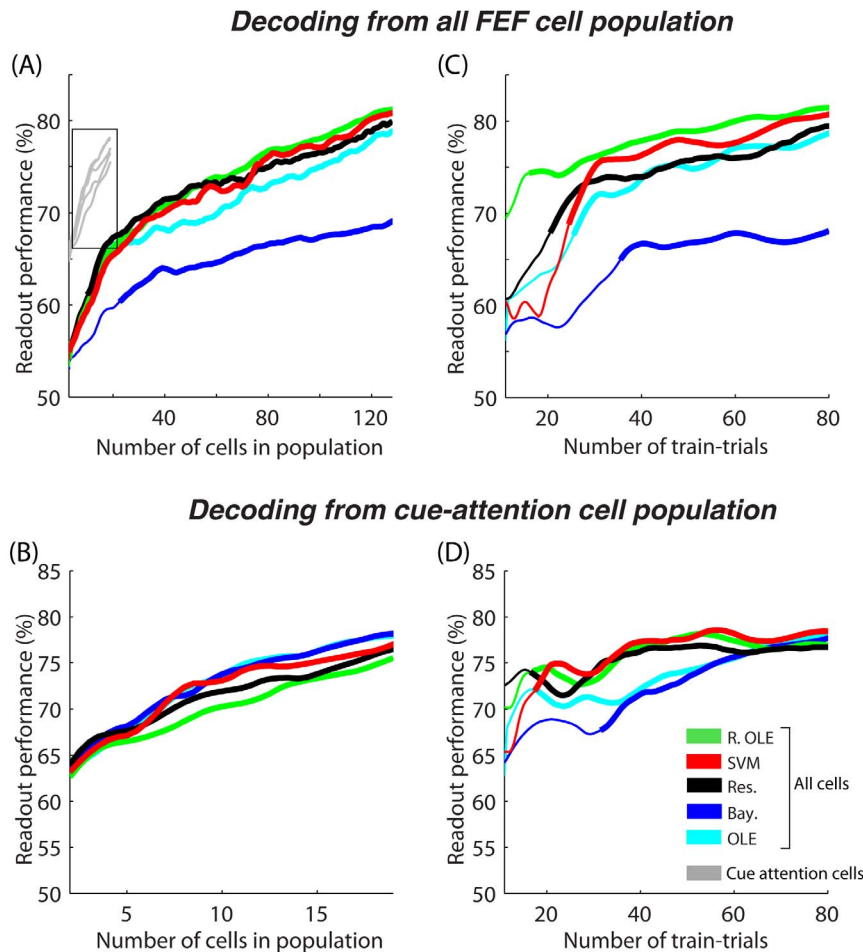 Decoding from all FEF cell population
(A)
Readout performance (%)
80
70
60
50
40
80
120
Number of cells in population
(C)
Readout performance (%)
80
70
60
50
20
40
60
80
Number of train-trials
Decoding from cue-attention cell population
(B)
Readout performance (%)
85
80
75
70
65
60
55
50
5
10
15
Number of cells in population
(D)
Readout performance (%)
85
80
75
70
65
60
55
50
20
40
60
80
Number of train-trials
R. OLE
SVM
Res.
Bay.
OLE
All cells
Cue attention cells